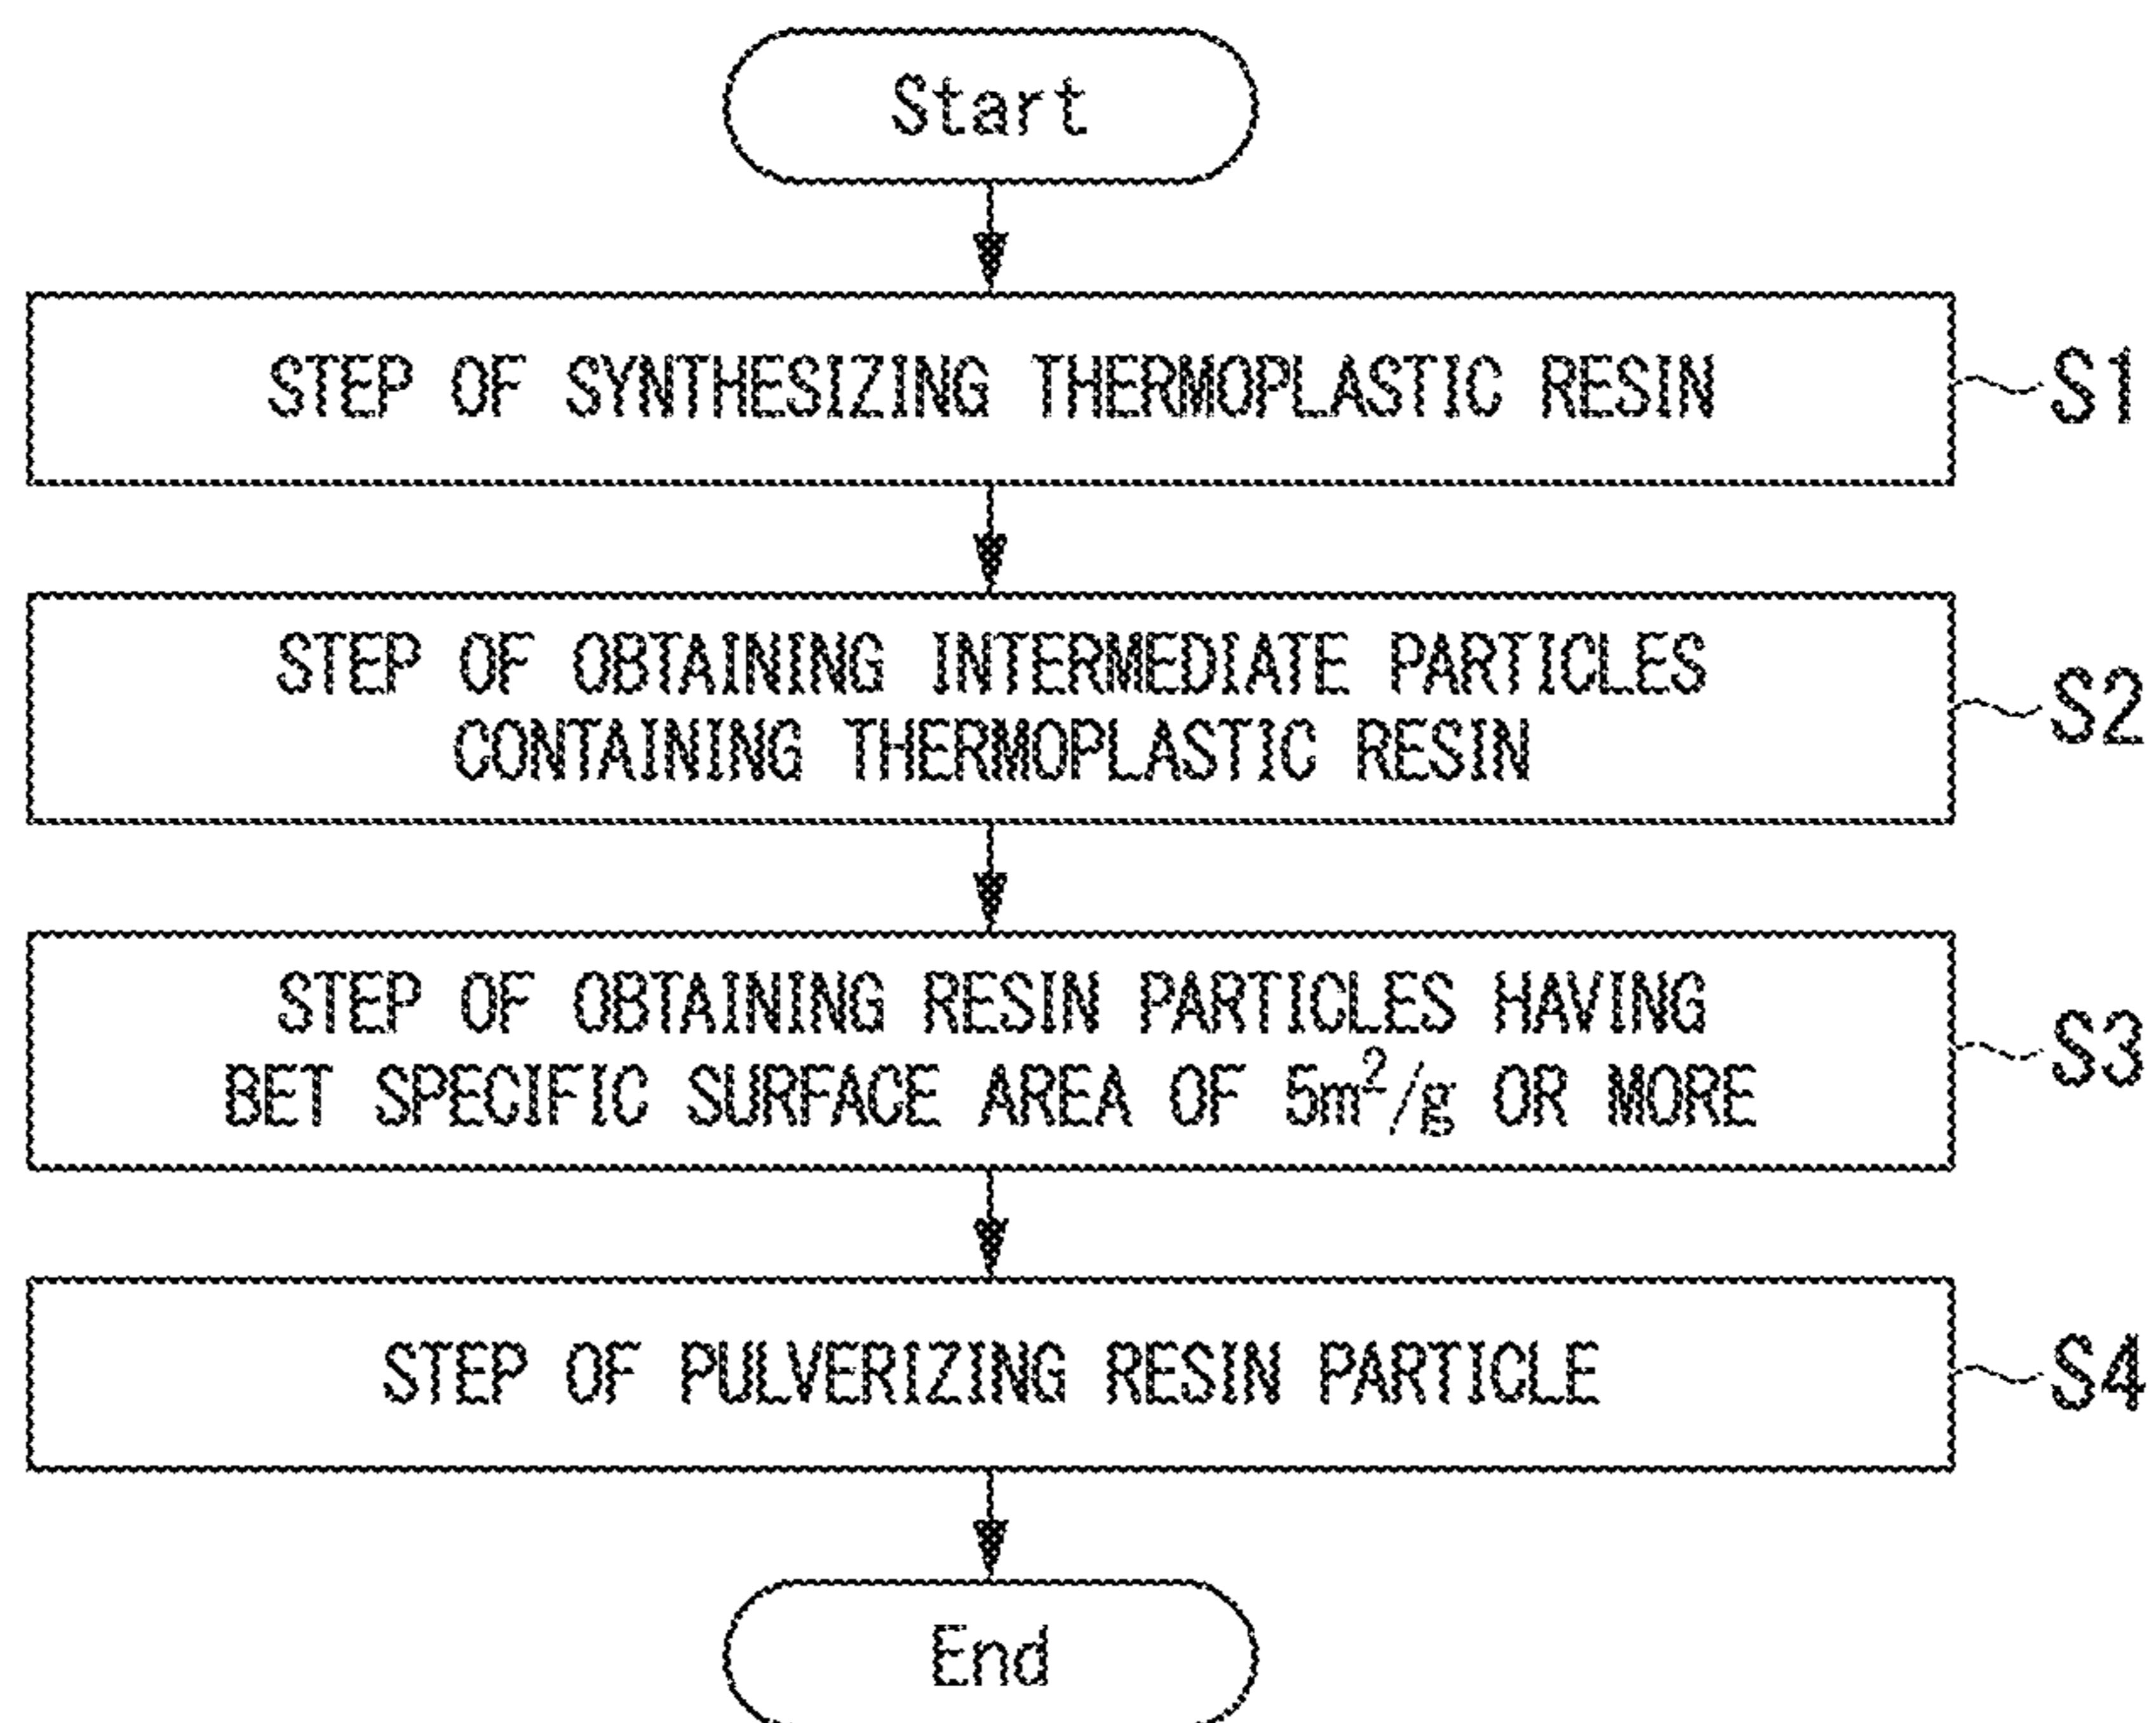 Start
STEP OF SYNTHESIZING THERMOPLASTIC RESIN
S1
STEP OF OBTAINING INTERMEDIATE PARTICLES
CONTAINING THERMOPLASTIC RESIN
S2
STEP OF OBTAINING RESIN PARTICLES HAVING
BET SPECIFIC SURFACE AREA OF 5m²/g OR MORE
S3
STEP OF PULVERIZING RESIN PARTICLE
S4
End